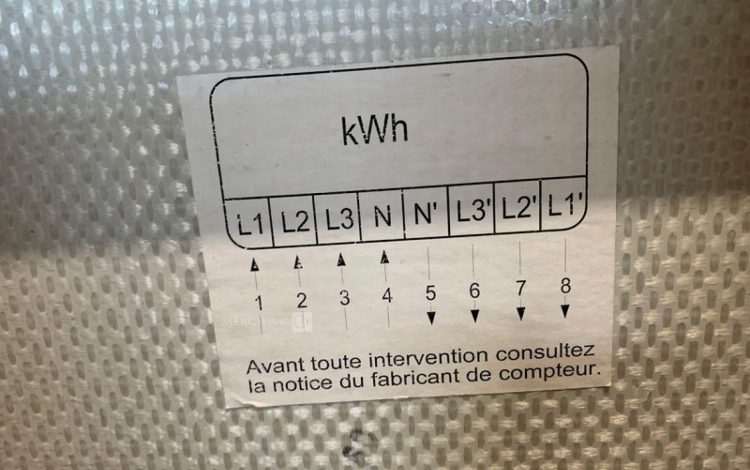 kWh
L1 L2 L3 N N' L3' L2' L1'
1 2 3 4 5 6 7 8
Avant toute intervention consultez
la notice du fabricant de compteur.